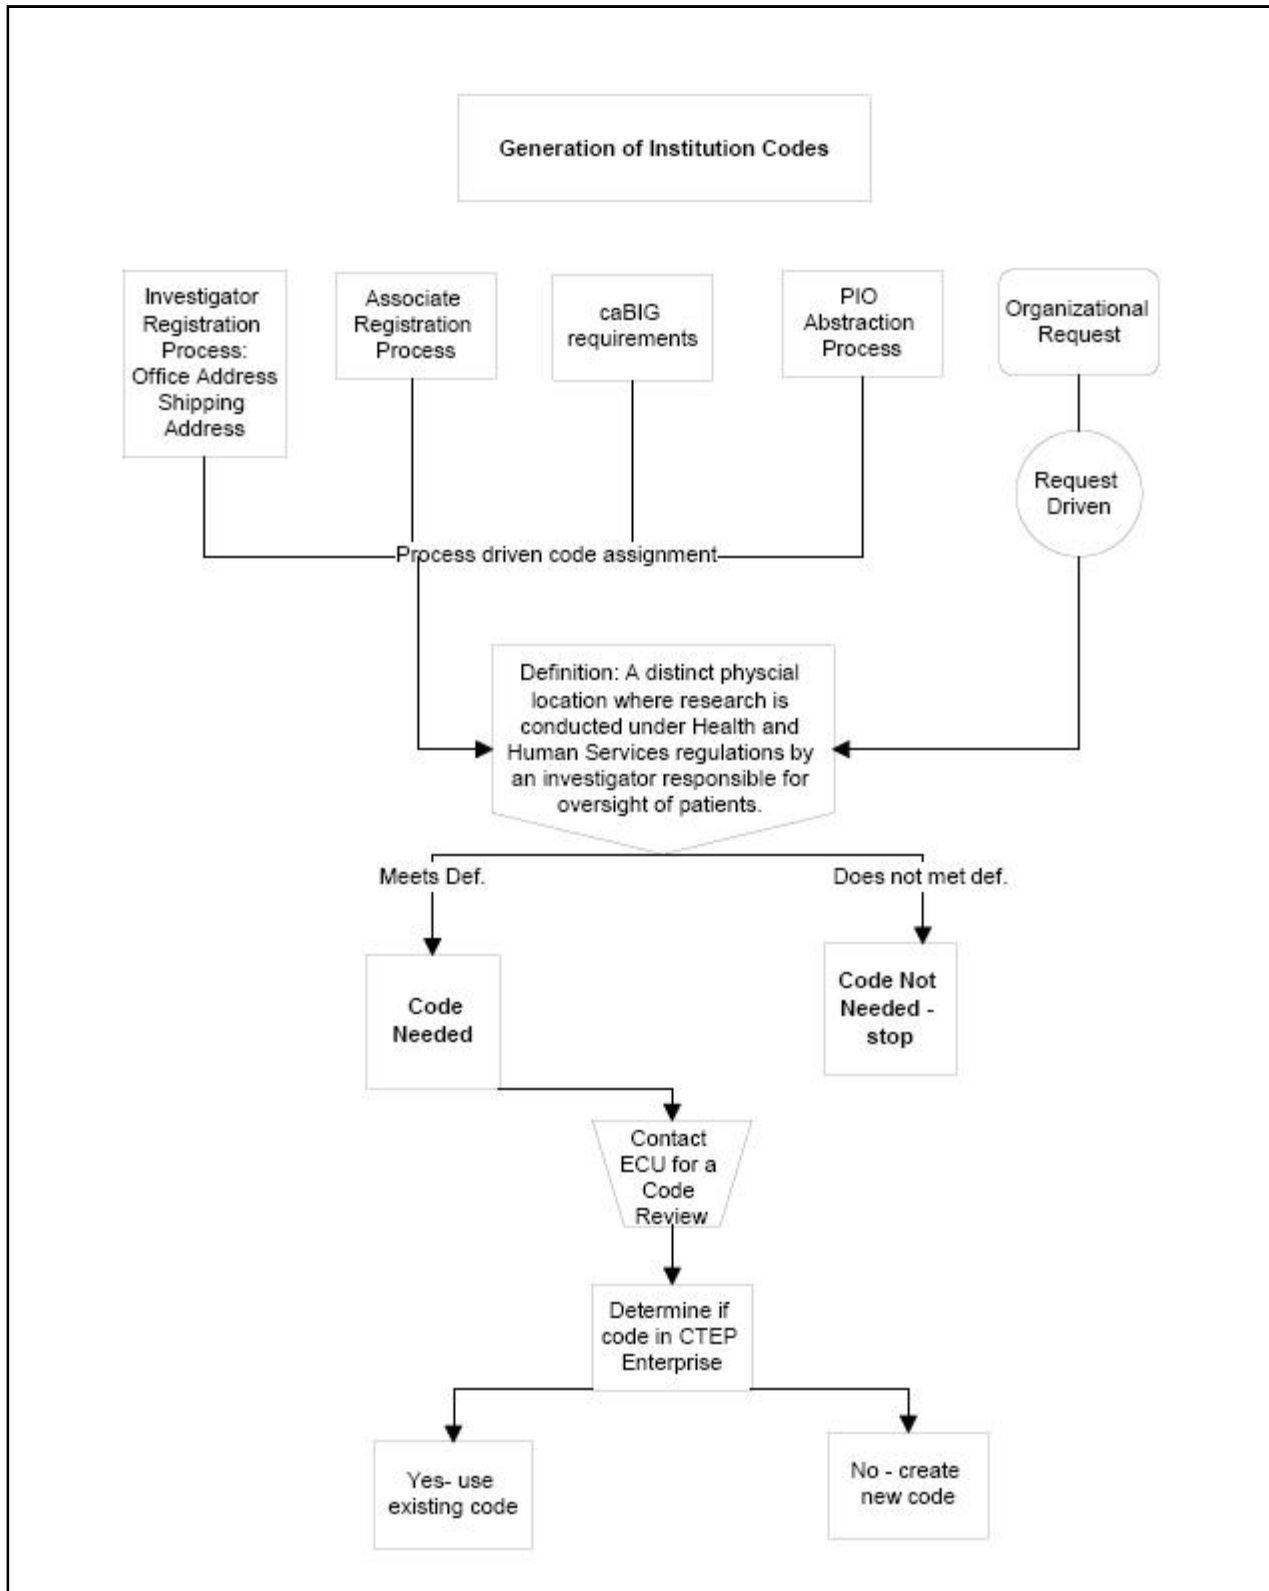 Generation of Institution Codes
Investigator
Registration
Process:
Office Address
Shipping
Address
Associate
Registration
Process
caBIG
requirements
PIO
Abstraction
Process
Organizational
Request
Request
Driven
Process driven code assignment
Definition: A distinct physcial
location where research is
conducted under Health and
Human Services regulations by
an investigator responsible for
oversight of patients.
Meets Def.
Does not met def.
Code
Needed
Code Not
Needed -
stop
Contact
ECU for a
Code
Review
Determine if
code in CTEP
Enterprise
Yes- use
existing code
No - create
new code